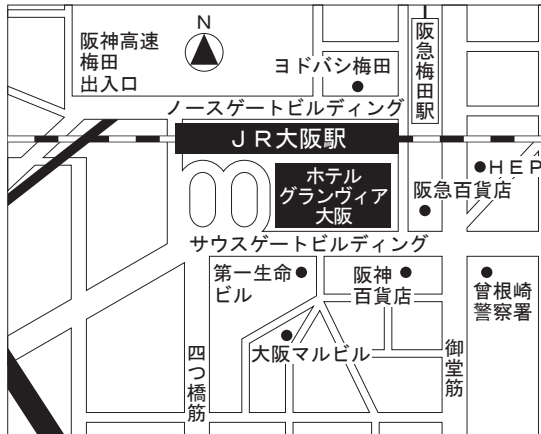 阪神高速
梅田
出入口
N
ヨドバシ梅田
阪急梅田駅
ノースゲートビルディング
JR大阪駅
ホテル
グランヴィア
大阪
HEP
阪急百貨店
サウスゲートビルディング
第一生命
ビル
阪神
百貨店
曾根崎
警察署
大阪マルビル
四つ橋筋
御堂筋